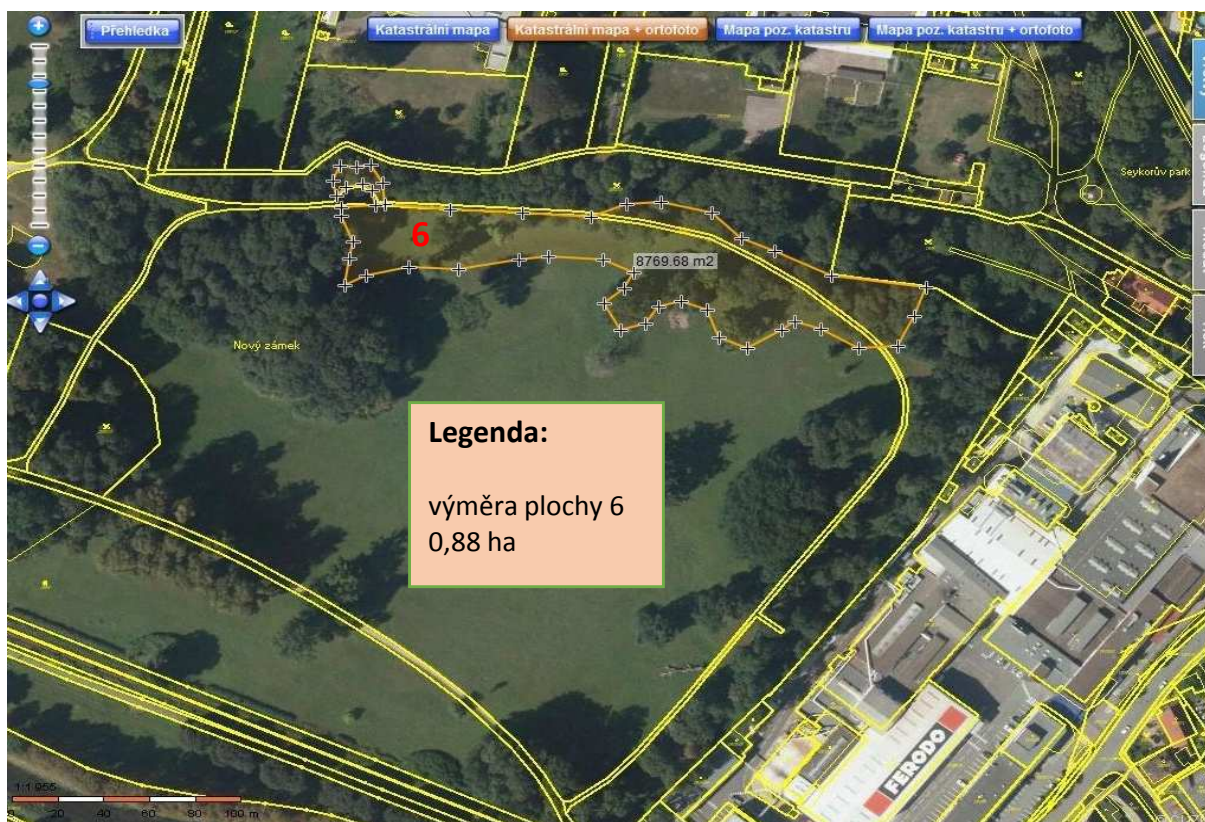 Přehledka
Katastrální mapa
Katastrální mapa + ortofoto
Mapa poz. katastru
Mapa poz. katastru + ortofoto
Seykorův park
6
8769.68 m2
Nový zámek
Legenda:
výměra plochy 6
0,88 ha
FERODO
1:1 955
0 20 40 60 80 100 m